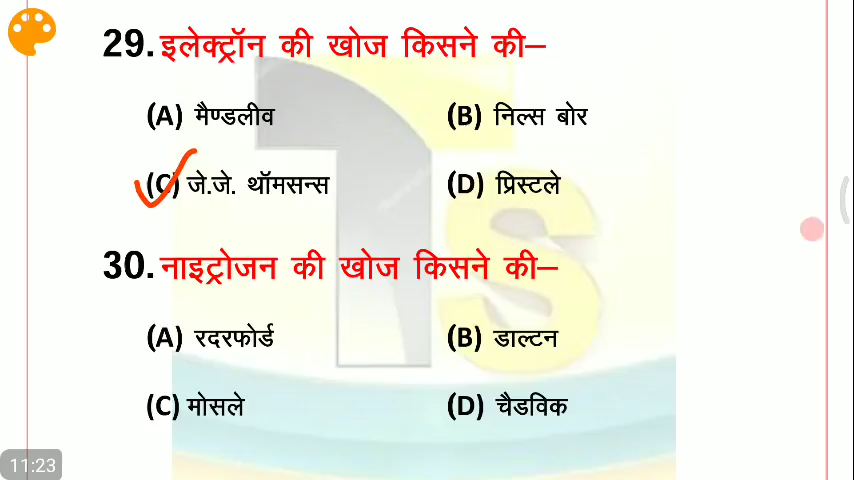 29. इलेक्ट्रॉन की खोज किसने की–
(A) मैण्डलीव (B) निल्स बोर
(C) जे.जे. थॉमसन्स (D) प्रिस्टले
30. नाइट्रोजन की खोज किसने की–
(A) रदरफोर्ड (B) डाल्टन
(C) मोसले (D) चैडविक
11:23